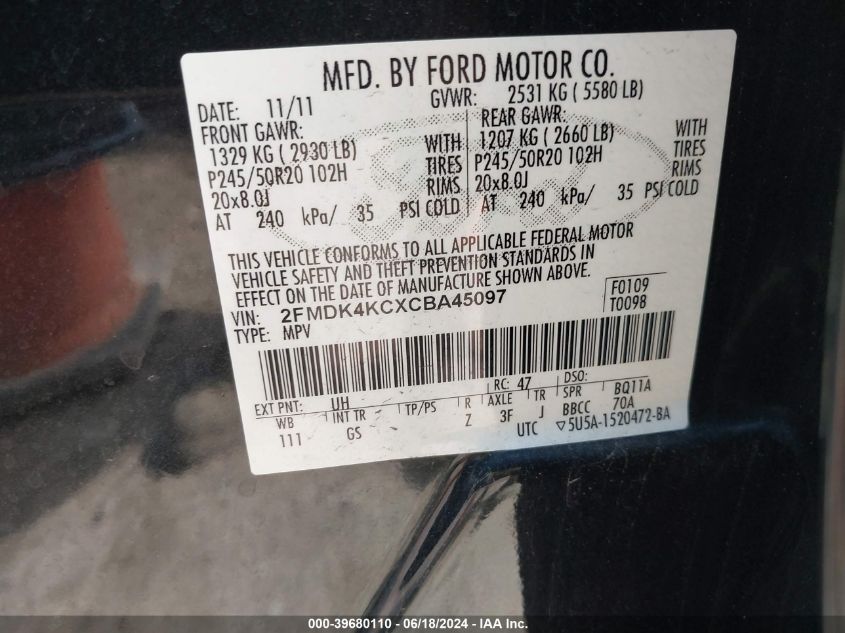 MFD. BY FORD MOTOR CO.
DATE: 11/11 GVWR: 2531 KG ( 5580 LB)
FRONT GAWR: REAR GAWR:
1329 KG ( 2930 LB) WITH 1207 KG ( 2660 LB) WITH
P245/50R20 102H TIRES P245/50R20 102H TIRES
20x8.0J RIMS 20x8.0J RIMS
AT 240 kPa/ 35 PSI COLD AT 240 kPa/ 35 PSI COLD
THIS VEHICLE CONFORMS TO ALL APPLICABLE FEDERAL MOTOR
VEHICLE SAFETY AND THEFT PREVENTION STANDARDS IN
EFFECT ON THE DATE OF MANUFACTURE SHOWN ABOVE.
VIN: 2FMDK4KCXCBA45097 F0109
TYPE: MPV T0098
EXT PNT: UH RC: 47 DSO:
WB INT TR TP/PS R AXLE TR SPR BQ11A
111 GS Z 3F J BBCC 70A
UTC ▽5U5A-1520472-BA
000-39680110 - 06/18/2024 - IAA Inc.